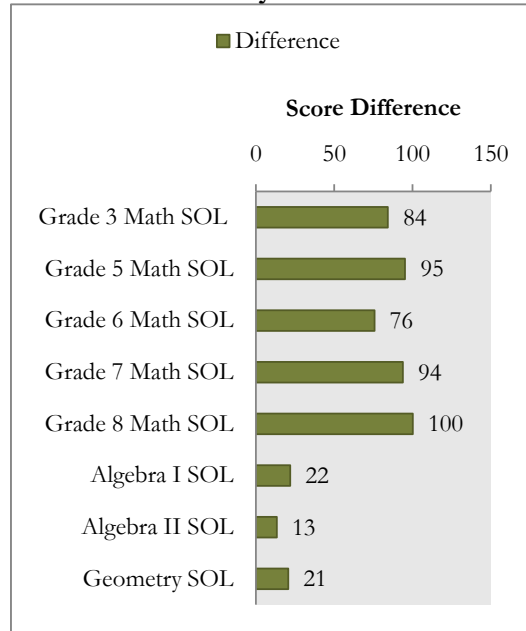 Difference
Score Difference
0 50 100 150
Grade 3 Math SOL 84
Grade 5 Math SOL 95
Grade 6 Math SOL 76
Grade 7 Math SOL 94
Grade 8 Math SOL 100
Algebra I SOL 22
Algebra II SOL 13
Geometry SOL 21